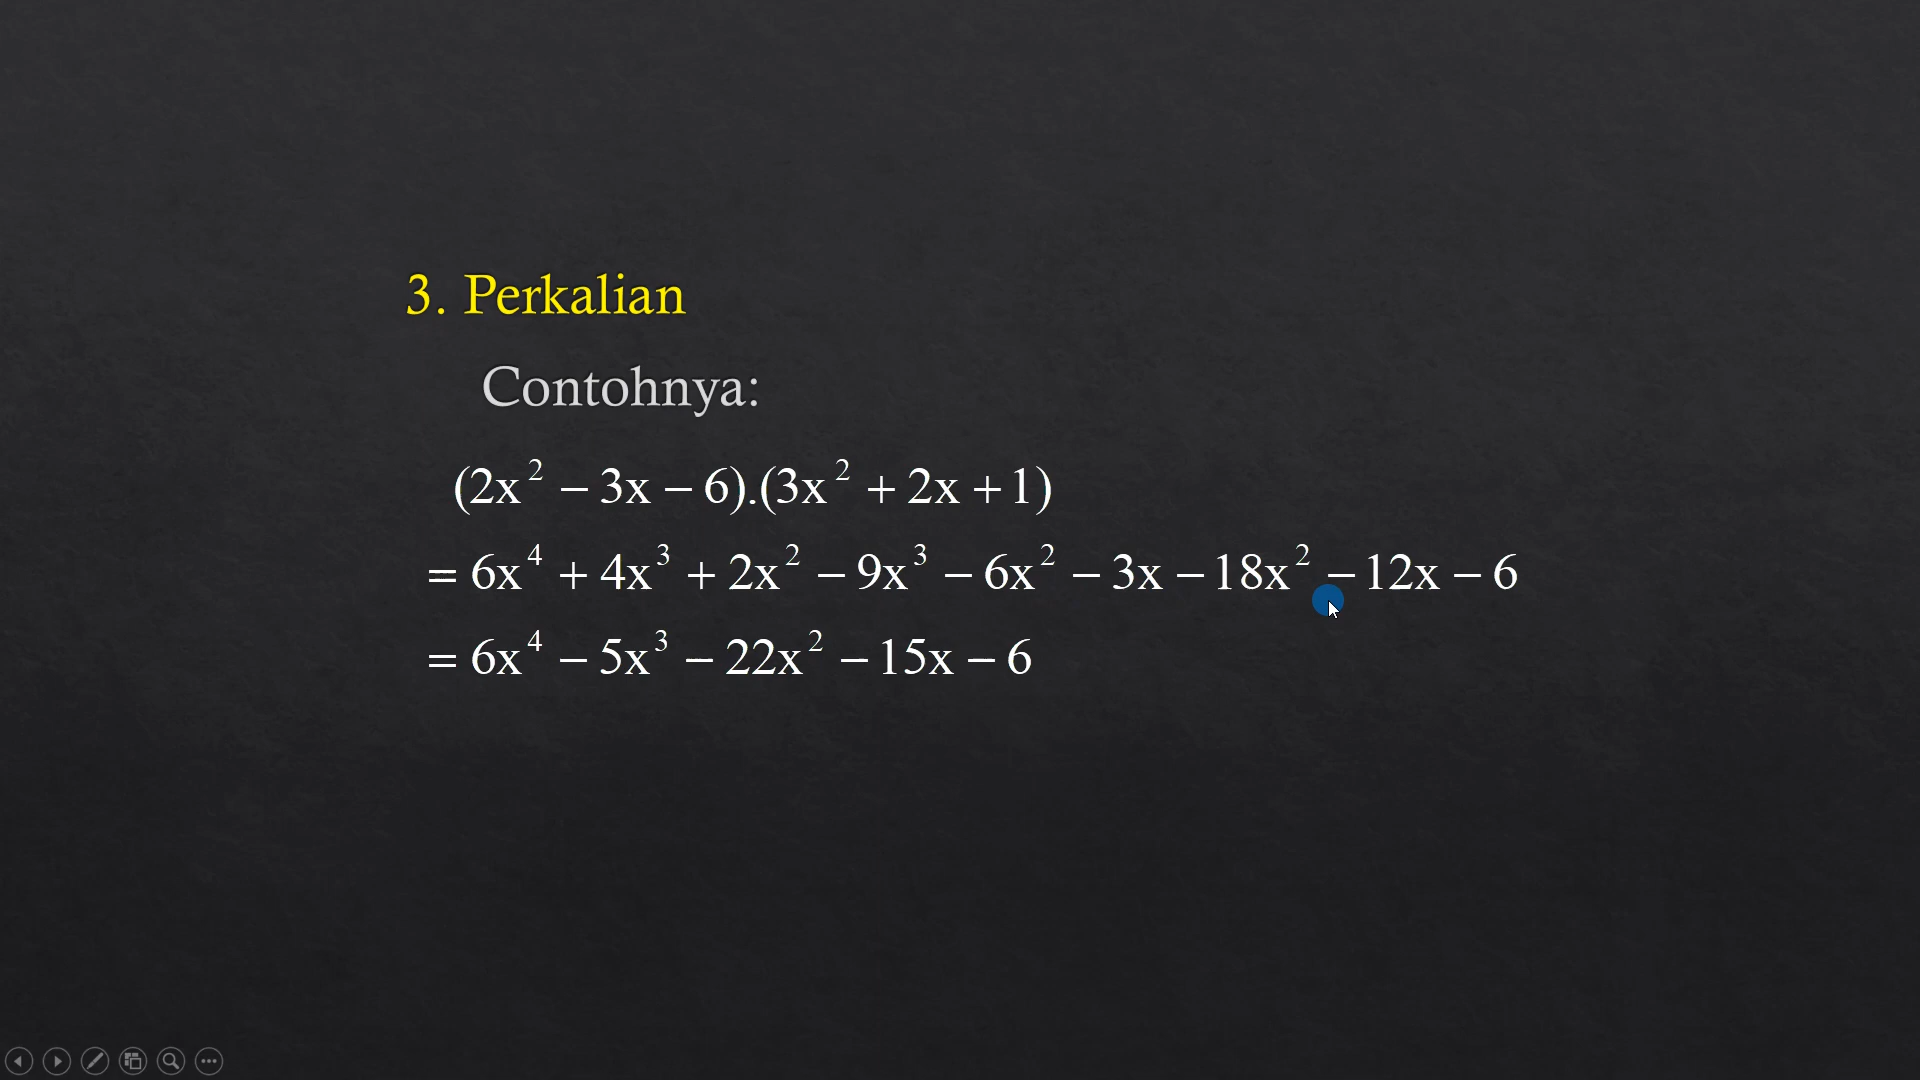 3. Perkalian
Contohnya:
(2x² – 3x – 6).(3x² + 2x + 1)
= 6x⁴ + 4x³ + 2x² – 9x³ – 6x² – 3x – 18x² – 12x – 6
= 6x⁴ – 5x³ – 22x² – 15x – 6